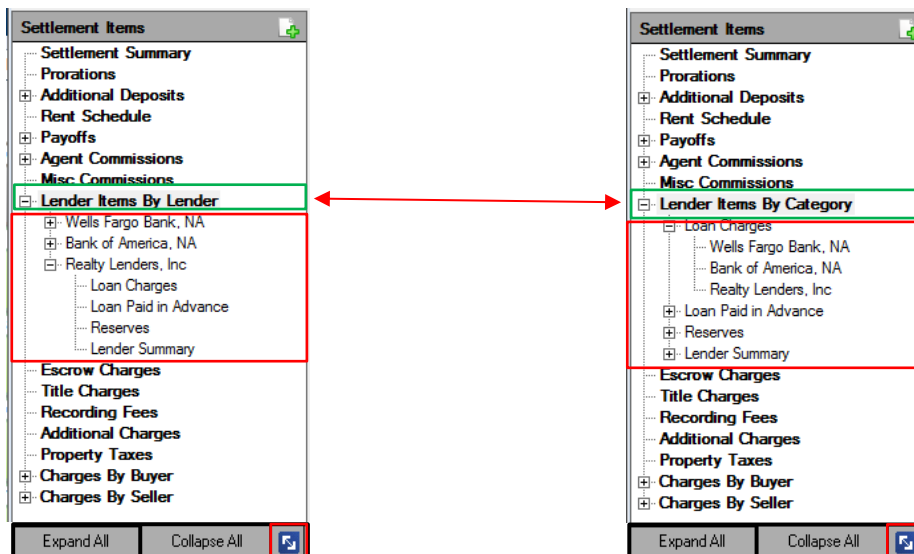 Settlement Items
Settlement Summary
Prorations
Additional Deposits
Rent Schedule
Payoffs
Agent Commissions
Misc Commissions
Lender Items By Lender
Wells Fargo Bank, NA
Bank of America, NA
Realty Lenders, Inc
Loan Charges
Loan Paid in Advance
Reserves
Lender Summary
Escrow Charges
Title Charges
Recording Fees
Additional Charges
Property Taxes
Charges By Buyer
Charges By Seller
Expand All Collapse All
Settlement Items
Settlement Summary
Prorations
Additional Deposits
Rent Schedule
Payoffs
Agent Commissions
Misc Commissions
Lender Items By Category
Loan Charges
Wells Fargo Bank, NA
Bank of America, NA
Realty Lenders, Inc
Loan Paid in Advance
Reserves
Lender Summary
Escrow Charges
Title Charges
Recording Fees
Additional Charges
Property Taxes
Charges By Buyer
Charges By Seller
Expand All Collapse All